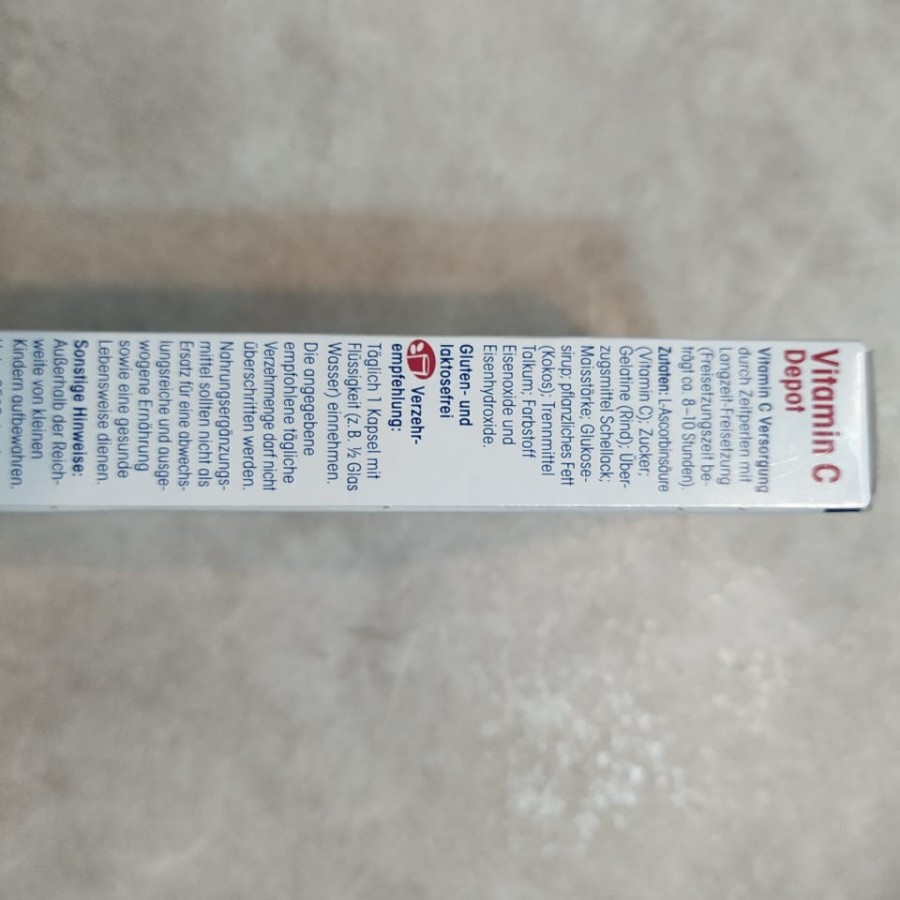 Vitamin C
Depot
Vitamin C Versorgung
durch Zeitperlen mit
Langzeit-Freisetzung
(Freisetzungszeit be-
trägt ca. 8–10 Stunden).
Zutaten: L-Ascorbinsäure
(Vitamin C); Zucker;
Gelatine (Rind); Über-
zugsmittel Schellack;
Maisstärke; Glukose-
sirup; pflanzliches Fett
(Kokos); Trennmittel
Talkum; Farbstoff
Eisenoxide und
Eisenhydroxide.
Gluten- und
laktosefrei
Verzehr-
empfehlung:
Täglich 1 Kapsel mit
Flüssigkeit (z. B. ½ Glas
Wasser) einnehmen.
Die angegebene
empfohlene tägliche
Verzehrmenge darf nicht
überschritten werden.
Nahrungsergänzungs-
mittel sollten nicht als
Ersatz für eine abwechs-
lungsreiche und ausge-
wogene Ernährung
sowie eine gesunde
Lebensweise dienen.
Sonstige Hinweise:
Außerhalb der Reich-
weite von kleinen
Kindern aufbewahren.